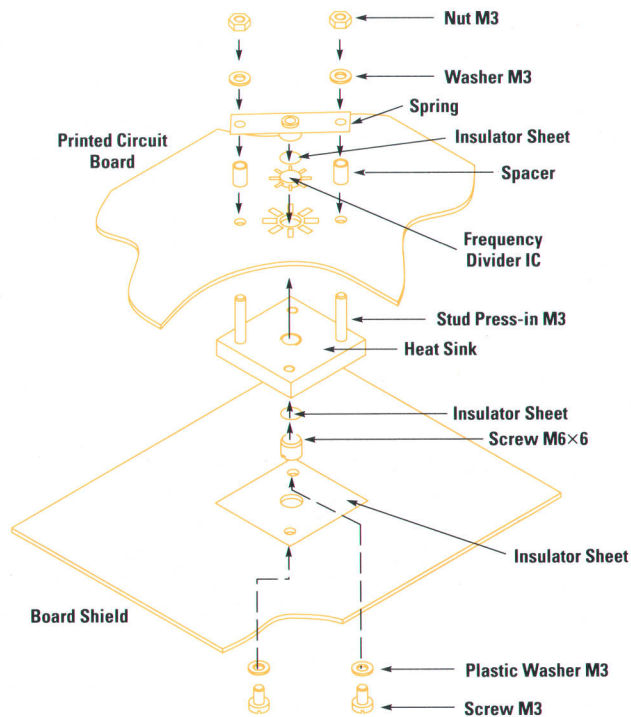 Nut M3
Washer M3
Spring
Printed Circuit
Board
Insulator Sheet
Spacer
Frequency
Divider IC
Stud Press-in M3
Heat Sink
Insulator Sheet
Screw M6×6
Insulator Sheet
Board Shield
Plastic Washer M3
Screw M3